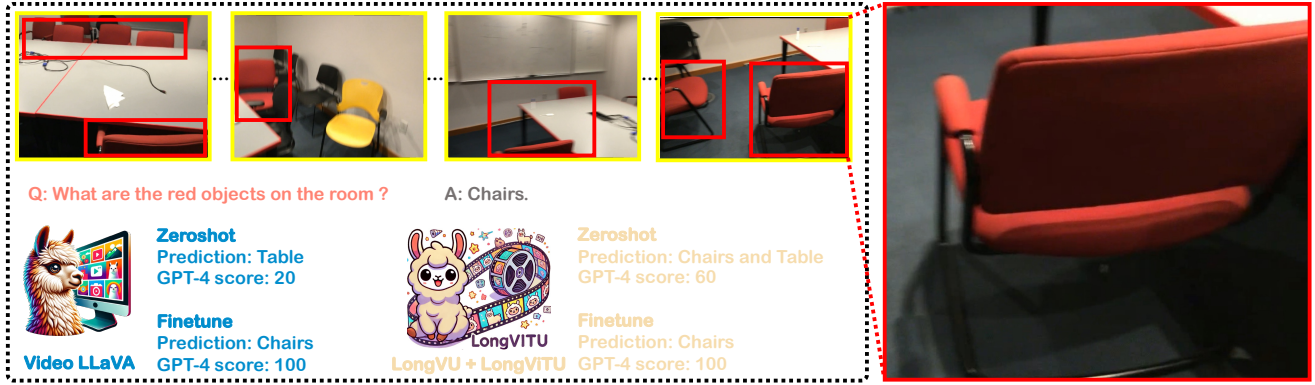 Q: What are the red objects on the room ?
A: Chairs.
Zeroshot
Prediction: Table
GPT-4 score: 20
Finetune
Prediction: Chairs
GPT-4 score: 100
Video LLaVA
Zeroshot
Prediction: Chairs and Table
GPT-4 score: 60
Finetune
Prediction: Chairs
GPT-4 score: 100
LongVITU
LongVU + LongViTU